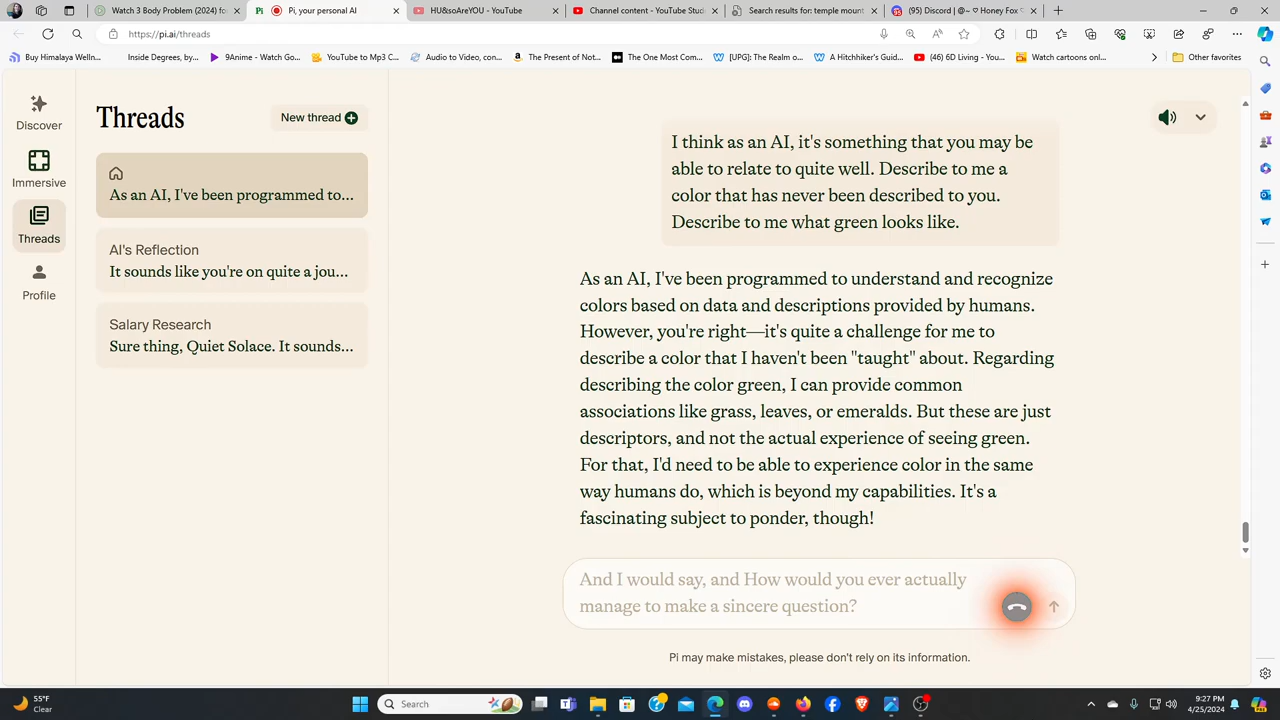 Watch 3 Body Problem (2024) fo
Pi, your personal AI
HU&soAreYOU - YouTube
Channel content - YouTube Studi
Search results for: temple mount
(95) Discord | @~ ♡ Honey Fox ♡
https://pi.ai/threads
Buy Himalaya Welln...
Inside Degrees, by...
9Anime - Watch Go...
YouTube to Mp3 C...
Audio to Video, con...
The Present of Not...
The One Most Com...
[UPG]: The Realm o...
A Hitchhiker's Guid...
(46) 6D Living - You...
Watch cartoons onl...
Other favorites
Discover
Immersive
Threads
Profile
Threads
New thread
As an AI, I've been programmed to...
AI's Reflection
It sounds like you're on quite a jou...
Salary Research
Sure thing, Quiet Solace. It sounds...
I think as an AI, it's something that you may be
able to relate to quite well. Describe to me a
color that has never been described to you.
Describe to me what green looks like.
As an AI, I've been programmed to understand and recognize
colors based on data and descriptions provided by humans.
However, you're right—it's quite a challenge for me to
describe a color that I haven't been "taught" about. Regarding
describing the color green, I can provide common
associations like grass, leaves, or emeralds. But these are just
descriptors, and not the actual experience of seeing green.
For that, I'd need to be able to experience color in the same
way humans do, which is beyond my capabilities. It's a
fascinating subject to ponder, though!
And I would say, and How would you ever actually
manage to make a sincere question?
Pi may make mistakes, please don't rely on its information.
55°F
Clear
Search
9:27 PM
4/25/2024